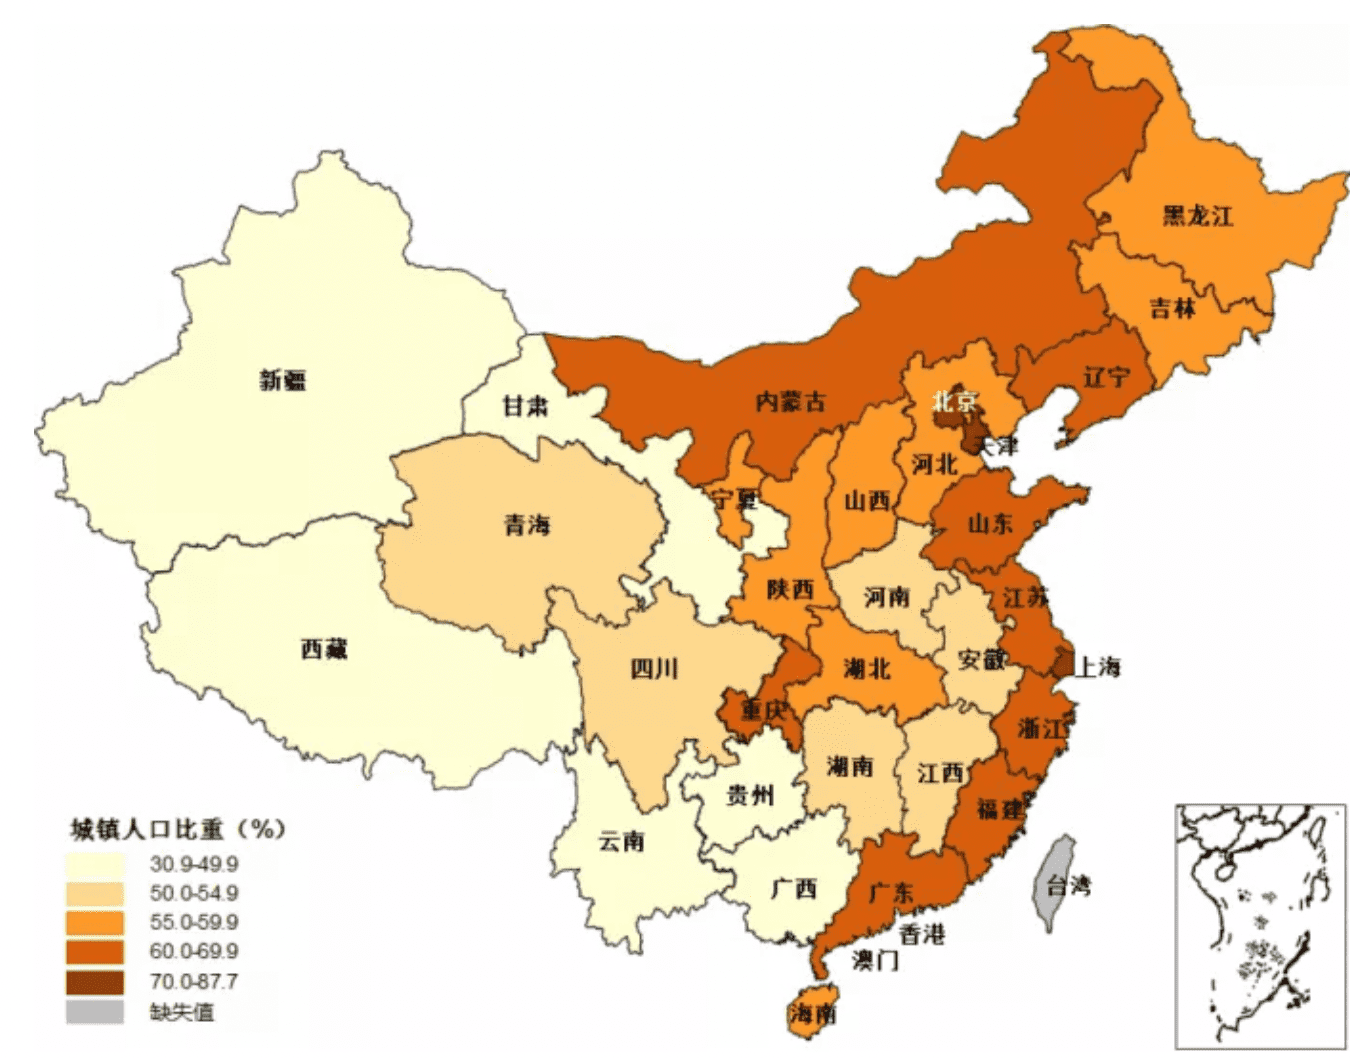 黑龙江
吉林
新疆
辽宁
内蒙古
北京
甘肃
天津
河北
宁夏
山西
青海
山东
陕西
河南
江苏
西藏
四川
湖北
安徽
上海
重庆
浙江
湖南
江西
贵州
福建
云南
广西
广东
台湾
香港
澳门
海南
城镇人口比重（%）
30.9-49.9
50.0-54.9
55.0-59.9
60.0-69.9
70.0-87.7
缺失值